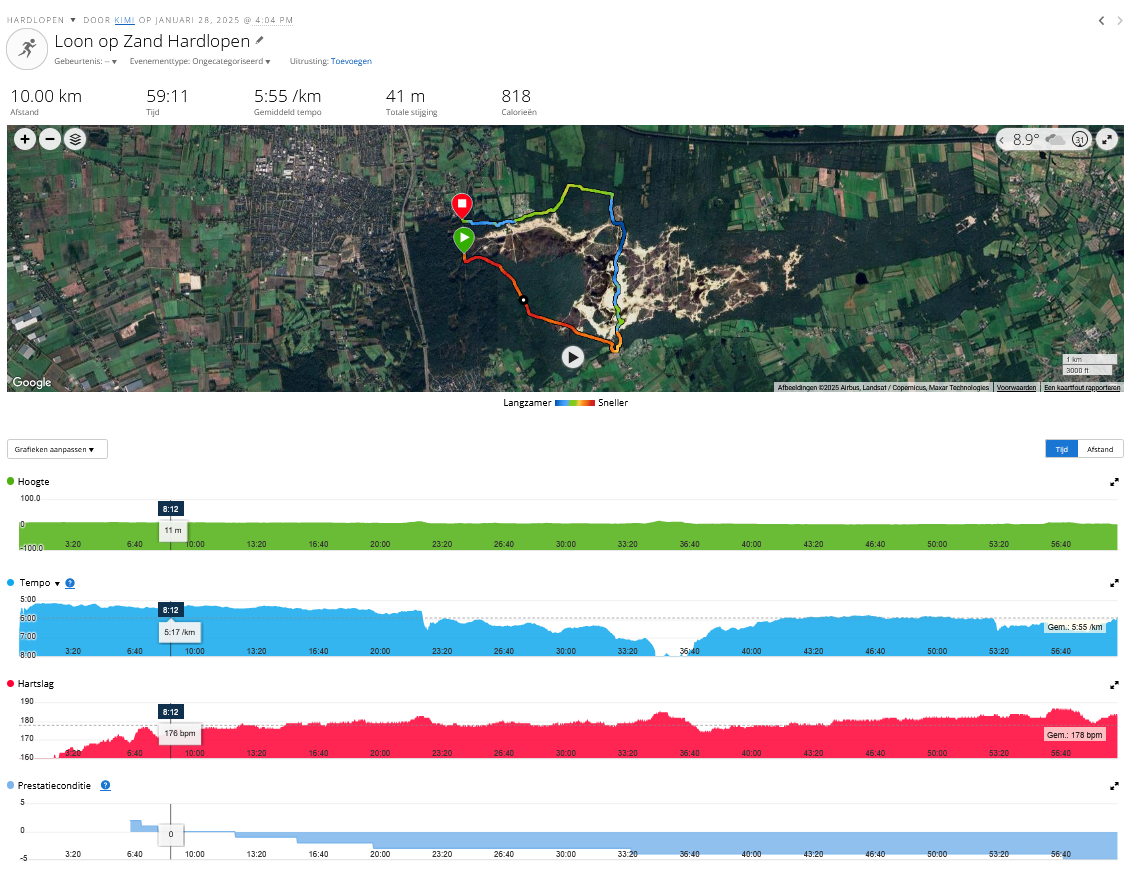 HARDLOPEN ▼ DOOR KIMI OP JANUARI 28, 2025 @ 4:04 PM
Loon op Zand Hardlopen
Gebeurtenis: -- ▼ Evenementtype: Ongecategoriseerd ▼ Uitrusting: Toevoegen
10.00 km 59:11 5:55 /km 41 m 818
Afstand Tijd Gemiddeld tempo Totale stijging Calorieën
8.9° 31
1 km
3000 ft
Google
Afbeeldingen ©2025 Airbus, Landsat / Copernicus, Maxar Technologies Voorwaarden Een kaartfout rapporteren
Langzamer Sneller
Grafieken aanpassen ▼ Tijd Afstand
Hoogte
100.0
8:12
0
11 m
-100.0
3:20 6:40 10:00 13:20 16:40 20:00 23:20 26:40 30:00 33:20 36:40 40:00 43:20 46:40 50:00 53:20 56:40
Tempo ▼ ?
5:00
8:12
6:00
Gem.: 5:55 /km
5:17 /km
7:00
8:00
3:20 6:40 10:00 13:20 16:40 20:00 23:20 26:40 30:00 33:20 36:40 40:00 43:20 46:40 50:00 53:20 56:40
Hartslag
190
8:12
180
176 bpm
Gem.: 178 bpm
170
160
3:20 6:40 10:00 13:20 16:40 20:00 23:20 26:40 30:00 33:20 36:40 40:00 43:20 46:40 50:00 53:20 56:40
Prestatieconditie ?
5
0
0
-5
3:20 6:40 10:00 13:20 16:40 20:00 23:20 26:40 30:00 33:20 36:40 40:00 43:20 46:40 50:00 53:20 56:40